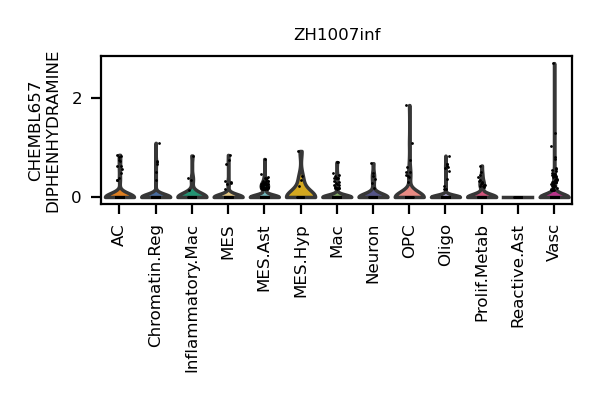 ZH1007inf
CHEMBL657
DIPHENHYDRAMINE
2
0
AC
Chromatin.Reg
Inflammatory.Mac
MES
MES.Ast
MES.Hyp
Mac
Neuron
OPC
Oligo
Prolif.Metab
Reactive.Ast
Vasc